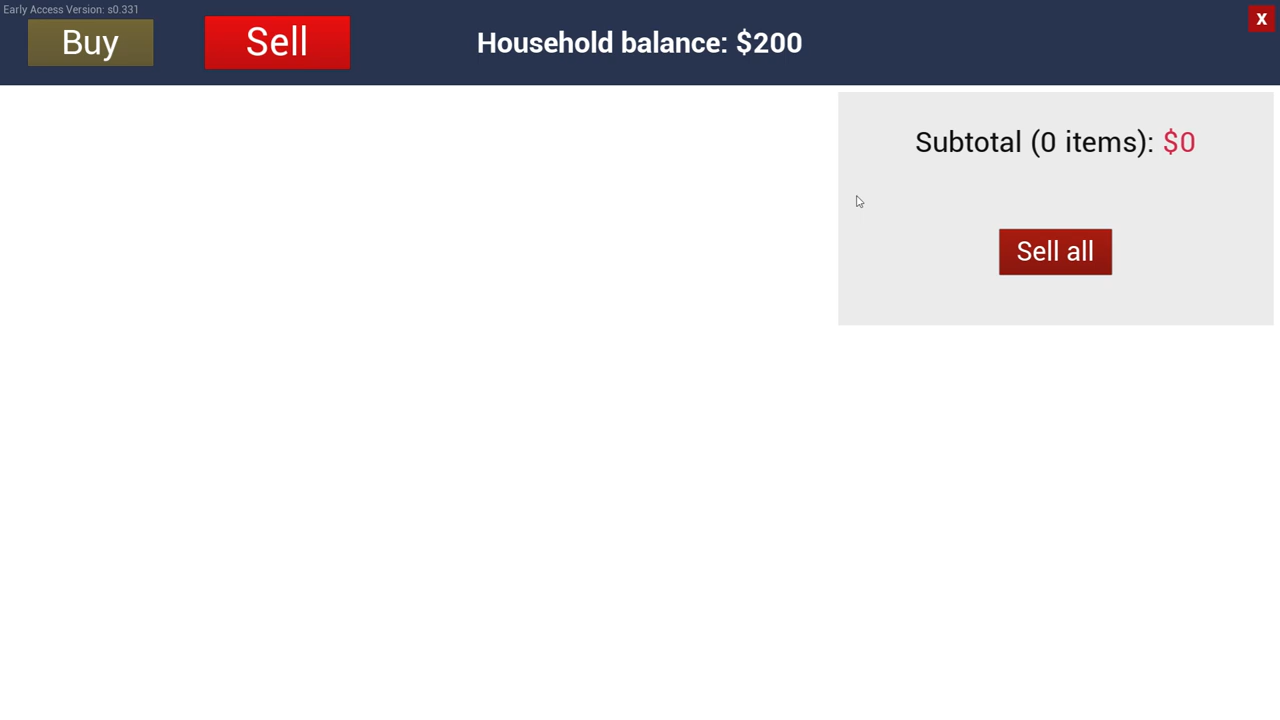 Early Access Version: s0.331
Buy
Sell
Household balance: $200
x
Subtotal (0 items): $0
Sell all